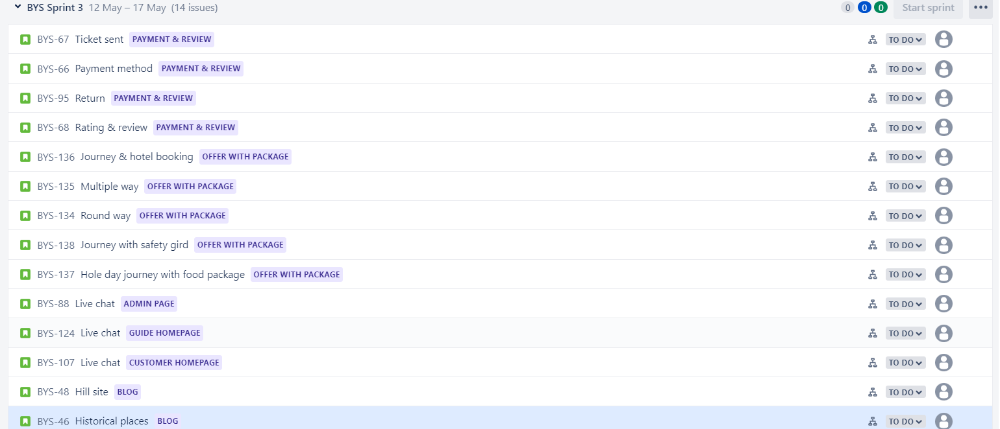 BYS Sprint 3 12 May – 17 May (14 issues) 0 0 0 Start sprint
BYS-67 Ticket sent PAYMENT & REVIEW TO DO
BYS-66 Payment method PAYMENT & REVIEW TO DO
BYS-95 Return PAYMENT & REVIEW TO DO
BYS-68 Rating & review PAYMENT & REVIEW TO DO
BYS-136 Journey & hotel booking OFFER WITH PACKAGE TO DO
BYS-135 Multiple way OFFER WITH PACKAGE TO DO
BYS-134 Round way OFFER WITH PACKAGE TO DO
BYS-138 Journey with safety gird OFFER WITH PACKAGE TO DO
BYS-137 Hole day journey with food package OFFER WITH PACKAGE TO DO
BYS-88 Live chat ADMIN PAGE TO DO
BYS-124 Live chat GUIDE HOMEPAGE TO DO
BYS-107 Live chat CUSTOMER HOMEPAGE TO DO
BYS-48 Hill site BLOG TO DO
BYS-46 Historical places BLOG TO DO